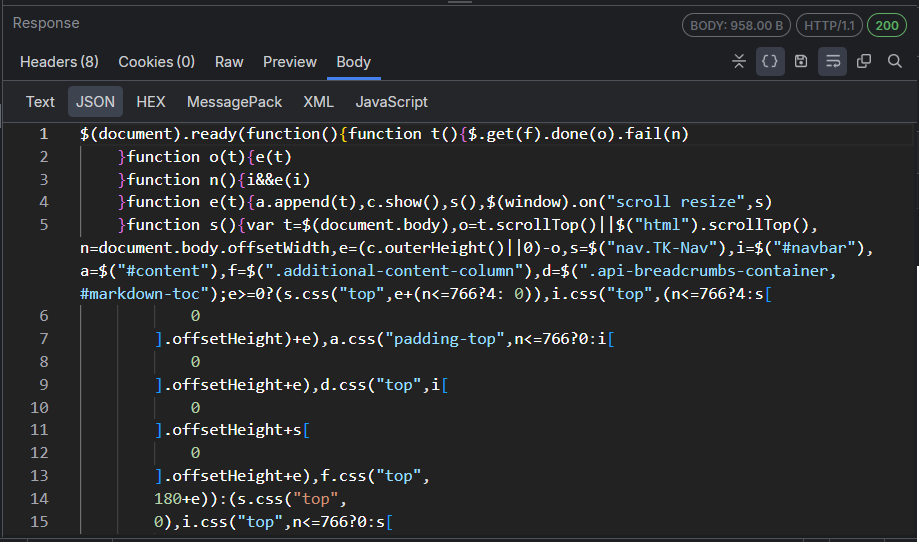 Response
BODY: 958.00 B
HTTP/1.1
200
Headers (8)
Cookies (0)
Raw
Preview
Body
Text
JSON
HEX
MessagePack
XML
JavaScript
1 $(document).ready(function(){function t(){$.get(f).done(o).fail(n)
2 }function o(t){e(t)
3 }function n(){i&&e(i)
4 }function e(t){a.append(t),c.show(),s(),$(window).on("scroll resize",s)
5 }function s(){var t=$(document.body),o=t.scrollTop()||$("html").scrollTop(),
n=document.body.offsetWidth,e=(c.outerHeight()||0)-o,s=$("nav.TK-Nav"),i=$("#navbar"),
a=$("#content"),f=$(".additional-content-column"),d=$(".api-breadcrumbs-container,
#markdown-toc");e>=0?(s.css("top",e+(n<=766?4: 0)),i.css("top",(n<=766?4:s[
6 0
7 ].offsetHeight)+e),a.css("padding-top",n<=766?0:i[
8 0
9 ].offsetHeight+e),d.css("top",i[
10 0
11 ].offsetHeight+s[
12 0
13 ].offsetHeight+e),f.css("top",
14 180+e)):(s.css("top",
15 0),i.css("top",n<=766?0:s[